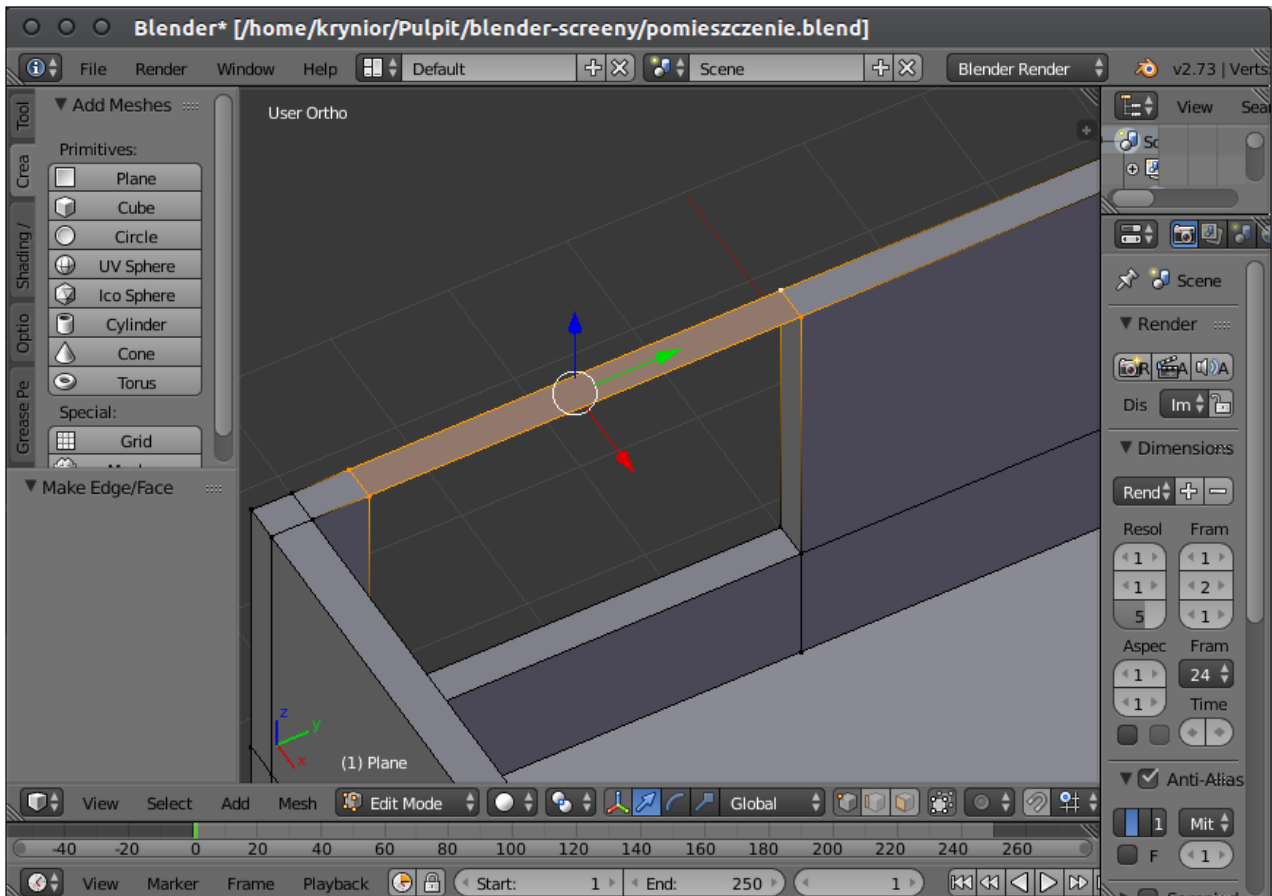 Blender* [/home/krynior/Pulpit/blender-screeny/pomieszczenie.blend]
File Render Window Help Default Scene Blender Render v2.73 | Verts:
Tool
Crea
Shading /
Optio
Grease Pe
Add Meshes
Primitives:
Plane
Cube
Circle
UV Sphere
Ico Sphere
Cylinder
Cone
Torus
Special:
Grid
Make Edge/Face
User Ortho
z
y
x
(1) Plane
View Sea
Sc
Scene
Render
R A A
Dis Im
Dimensions
Rend
Resol Fram
1 1
1 2
5 1
Aspec Fram
1 24
1 Time
Anti-Alias
1 Mit
F 1
View Select Add Mesh Edit Mode Global
-40 -20 0 20 40 60 80 100 120 140 160 180 200 220 240 260
View Marker Frame Playback Start: 1 End: 250 1